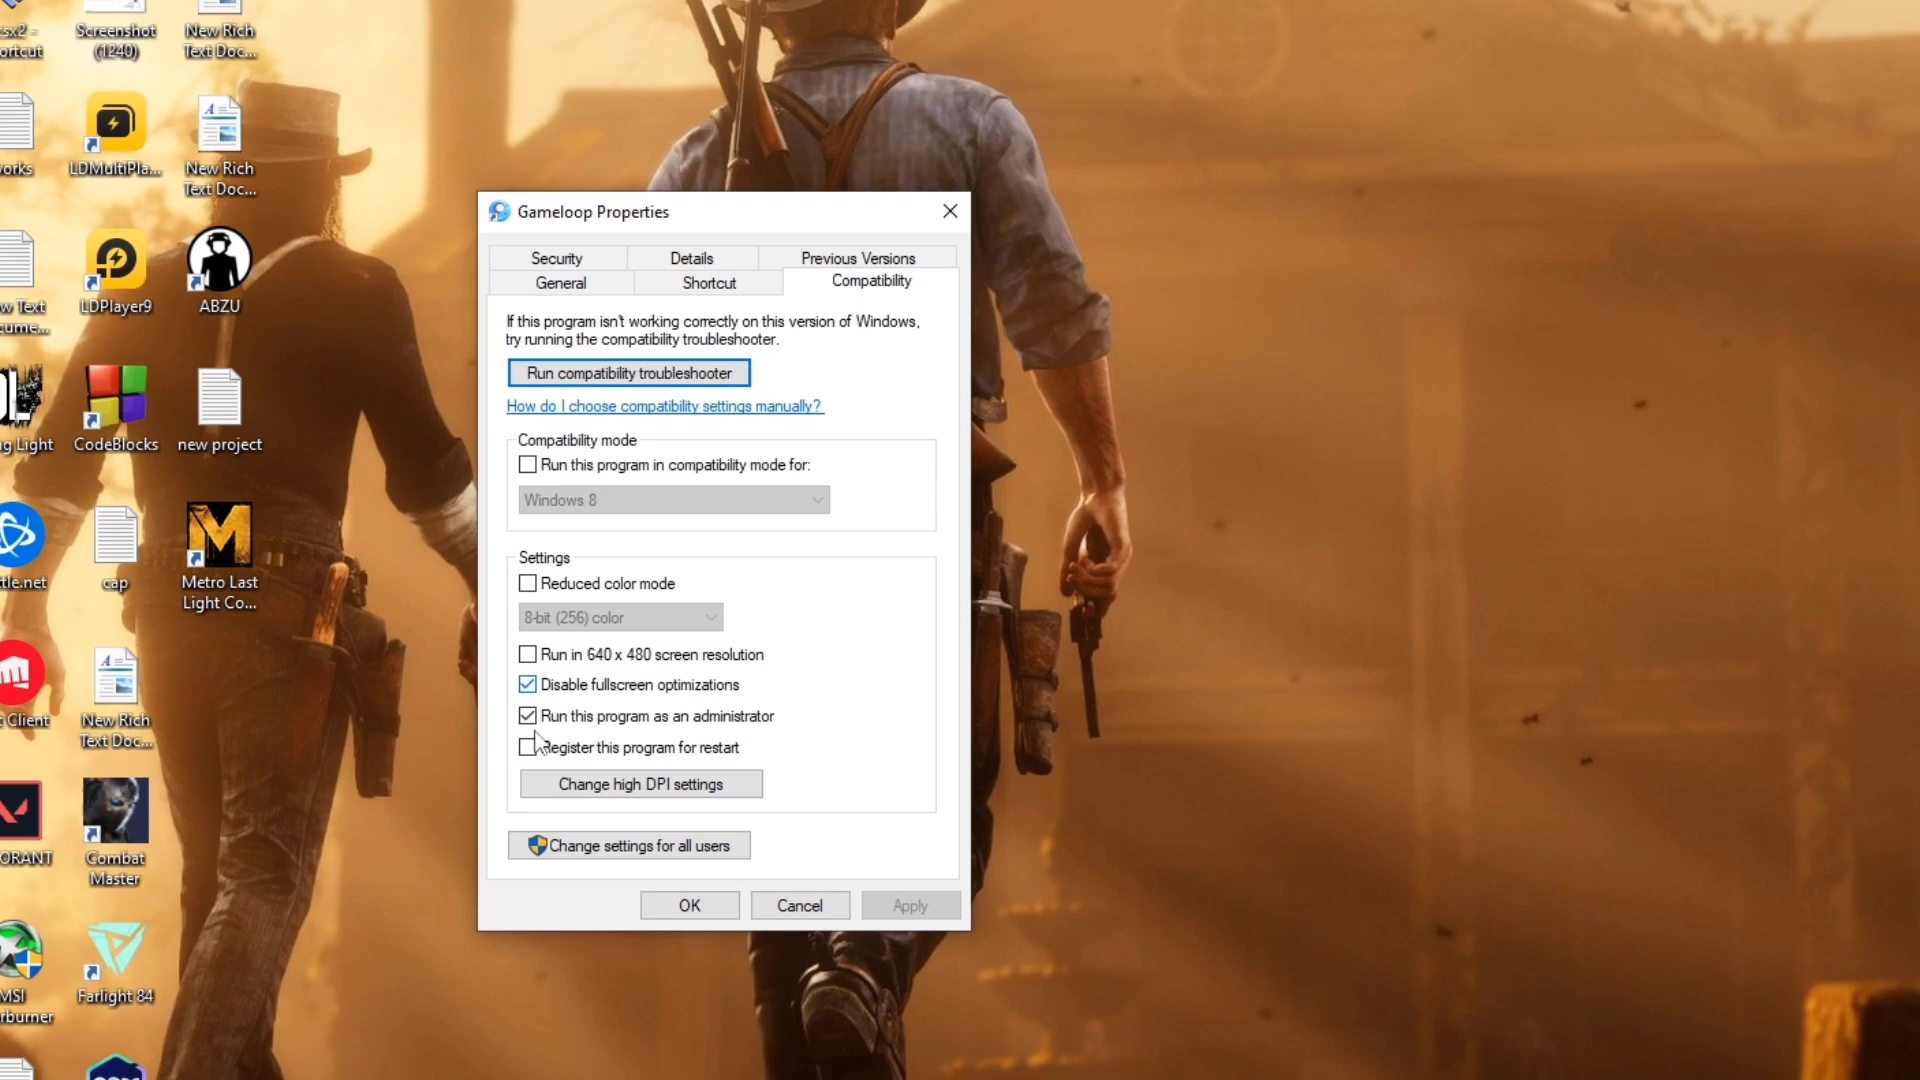 Screenshot
(1240)
New Rich
Text Doc...
LDMultiPla...
New Rich
Text Doc...
LDPlayer9
ABZU
CodeBlocks
new project
cap
Metro Last
Light Co...
Client
New Rich
Text Doc...
Combat
Master
MSI
Farlight 84
Gameloop Properties
Security
Details
Previous Versions
General
Shortcut
Compatibility
If this program isn't working correctly on this version of Windows,
try running the compatibility troubleshooter.
Run compatibility troubleshooter
How do I choose compatibility settings manually?
Compatibility mode
Run this program in compatibility mode for:
Windows 8
Settings
Reduced color mode
8-bit (256) color
Run in 640 x 480 screen resolution
Disable fullscreen optimizations
Run this program as an administrator
Register this program for restart
Change high DPI settings
Change settings for all users
OK
Cancel
Apply